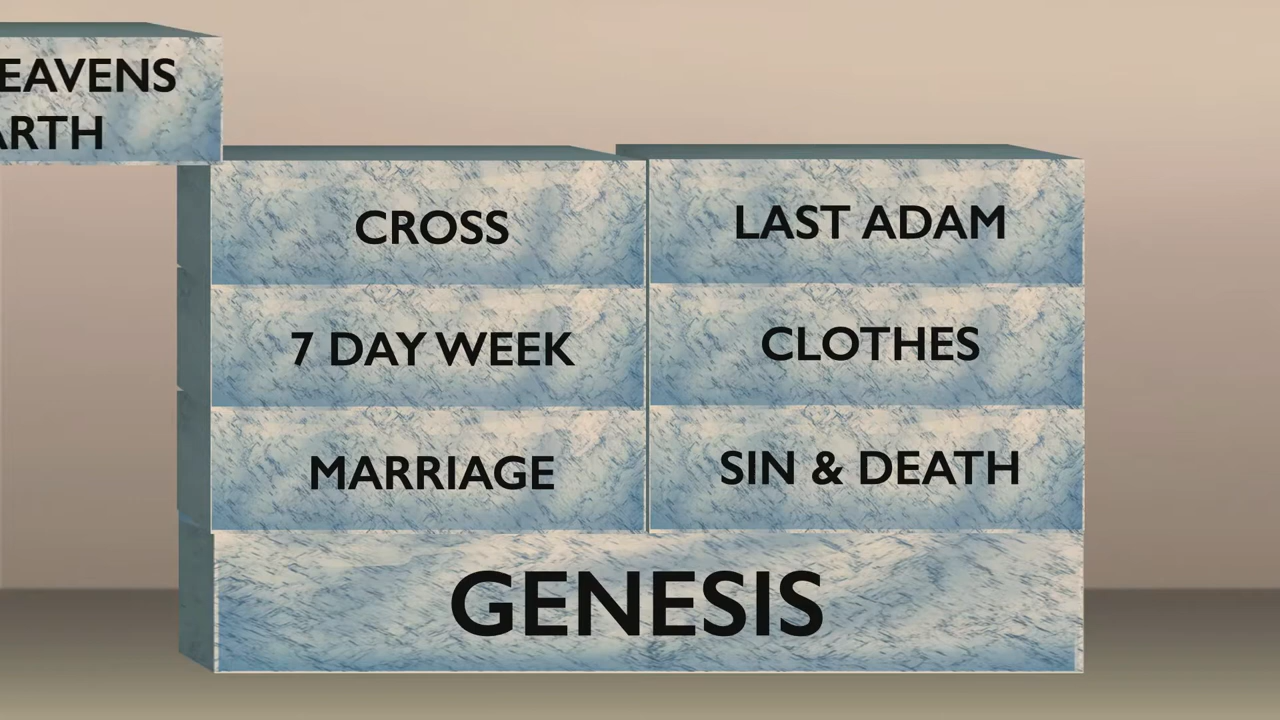 EAVENS
ARTH
CROSS
LAST ADAM
7 DAY WEEK
CLOTHES
MARRIAGE
SIN & DEATH
GENESIS